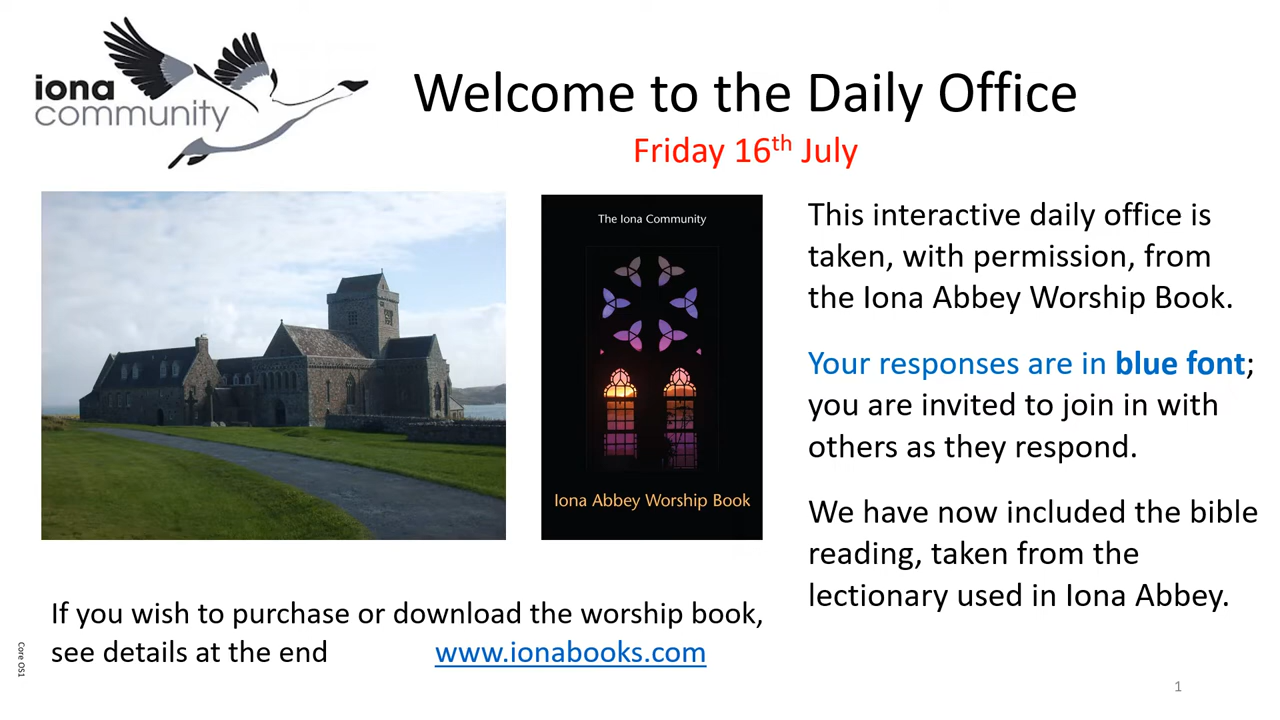 iona
community
Welcome to the Daily Office
Friday 16th July
The Iona Community
Iona Abbey Worship Book
This interactive daily office is
taken, with permission, from
the Iona Abbey Worship Book.
Your responses are in blue font;
you are invited to join in with
others as they respond.
We have now included the bible
reading, taken from the
lectionary used in Iona Abbey.
If you wish to purchase or download the worship book,
see details at the end www.ionabooks.com
Core OS1
1